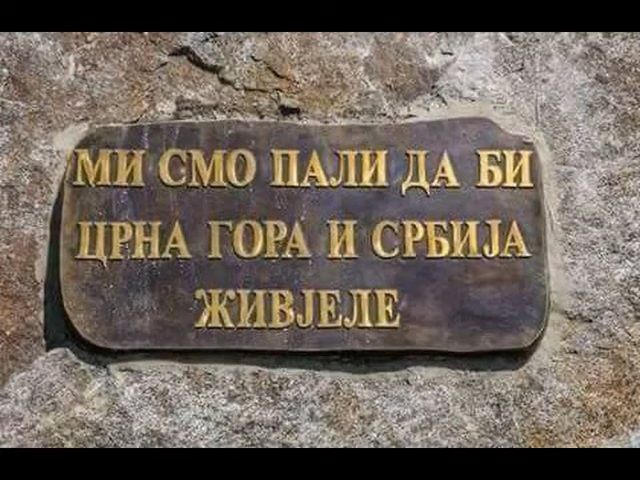 МИ СМО ПАЛИ ДА БИ
ЦРНА ГОРА И СРБИЈА
ЖИВЈЕЛЕ